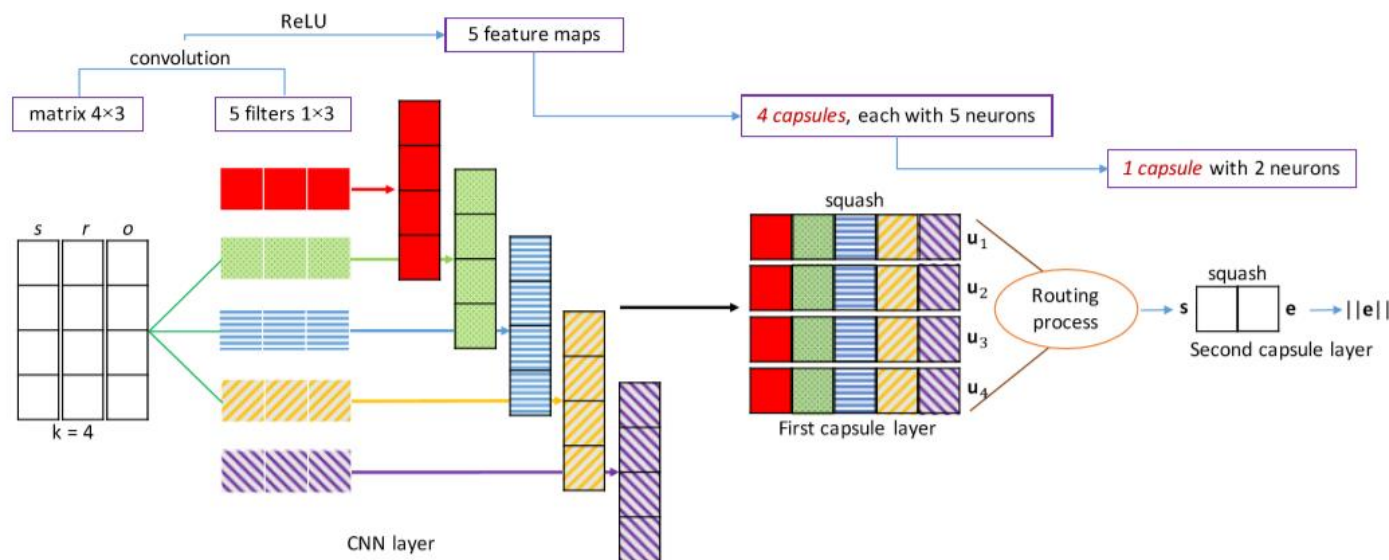 ReLU
5 feature maps
convolution
matrix 4×3
5 filters 1×3
4 capsules, each with 5 neurons
1 capsule with 2 neurons
s r o
k = 4
CNN layer
squash
u1
u2
u3
u4
First capsule layer
Routing
process
squash
s e ||e||
Second capsule layer